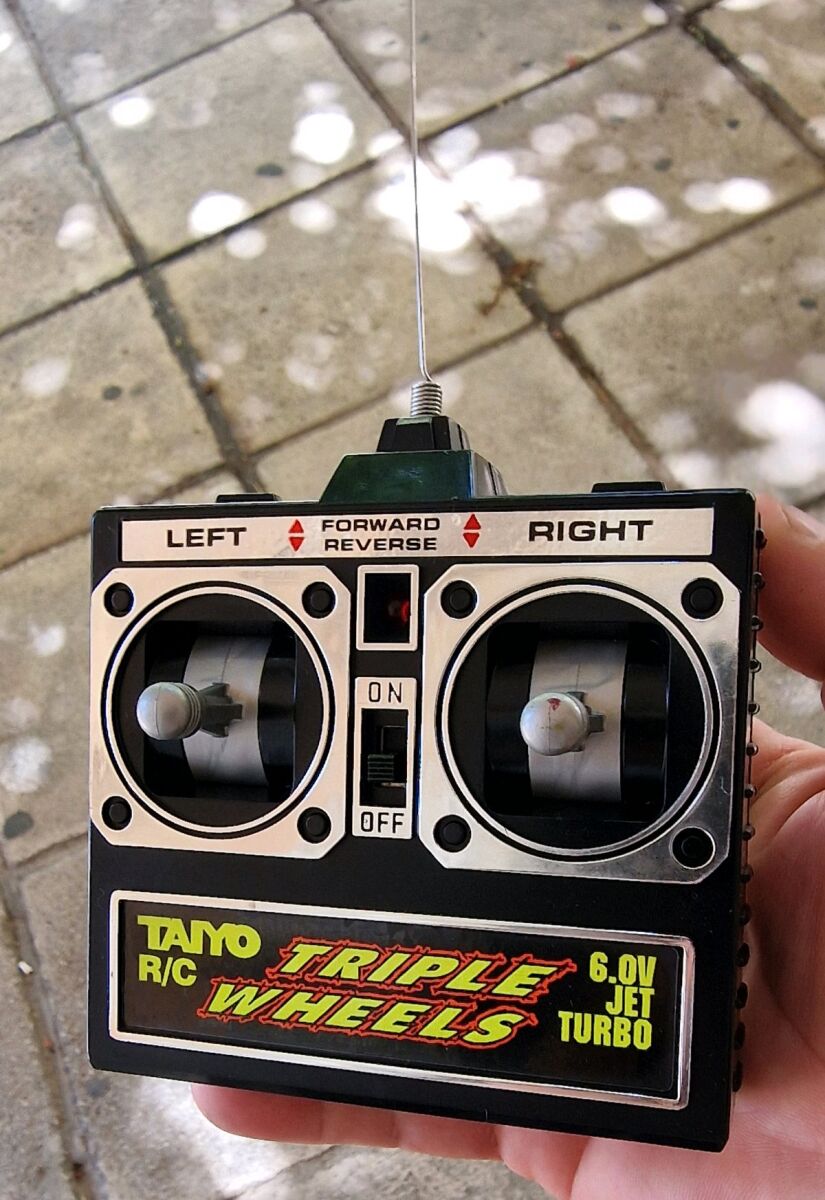 LEFT
FORWARD
REVERSE
RIGHT
ON
OFF
TAIYO
R/C
TRIPLE
WHEELS
6.0V
JET
TURBO